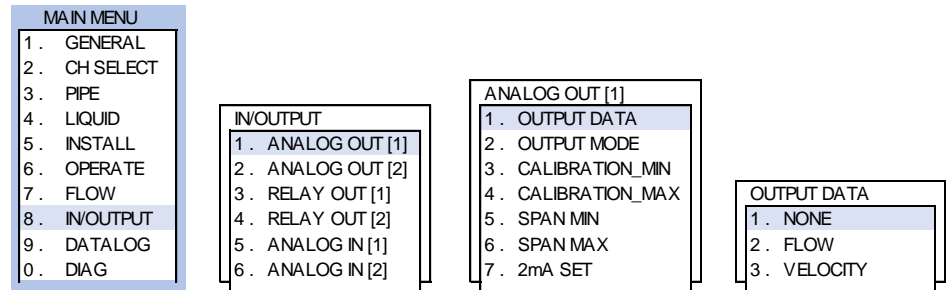 MAIN MENU
1. GENERAL
2. CH SELECT
3. PIPE
4. LIQUID
5. INSTALL
6. OPERATE
7. FLOW
8. IN/OUTPUT
9. DATALOG
0. DIAG
IN/OUTPUT
1. ANALOG OUT [1]
2. ANALOG OUT [2]
3. RELAY OUT [1]
4. RELAY OUT [2]
5. ANALOG IN [1]
6. ANALOG IN [2]
ANALOG OUT [1]
1. OUTPUT DATA
2. OUTPUT MODE
3. CALIBRATION_MIN
4. CALIBRATION_MAX
5. SPAN MIN
6. SPAN MAX
7. 2mA SET
OUTPUT DATA
1. NONE
2. FLOW
3. VELOCITY